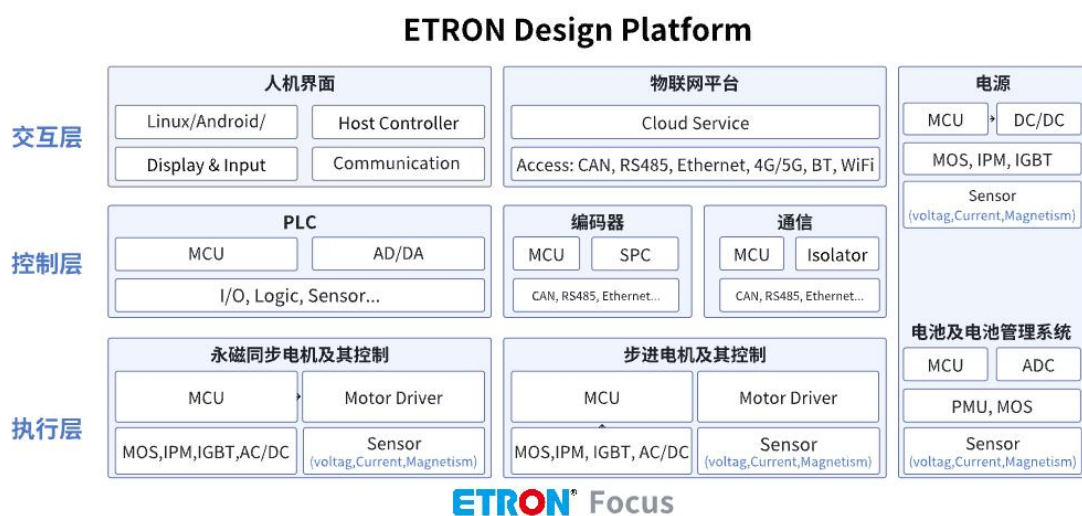 ETRON Design Platform
交互层
人机界面
Linux/Android/
Host Controller
Display & Input
Communication
物联网平台
Cloud Service
Access: CAN, RS485, Ethernet, 4G/5G, BT, WiFi
电源
MCU
DC/DC
MOS, IPM, IGBT
Sensor
(voltag,Current,Magnetism)
控制层
PLC
MCU
AD/DA
I/O, Logic, Sensor...
编码器
MCU
SPC
CAN, RS485, Ethernet...
通信
MCU
Isolator
CAN, RS485, Ethernet...
执行层
永磁同步电机及其控制
MCU
Motor Driver
MOS,IPM,IGBT,AC/DC
Sensor
(voltag,Current,Magnetism)
步进电机及其控制
MCU
Motor Driver
MOS,IPM, IGBT, AC/DC
Sensor
(voltag,Current,Magnetism)
电池及电池管理系统
MCU
ADC
PMU, MOS
Sensor
(voltag,Current,Magnetism)
ETRON® Focus